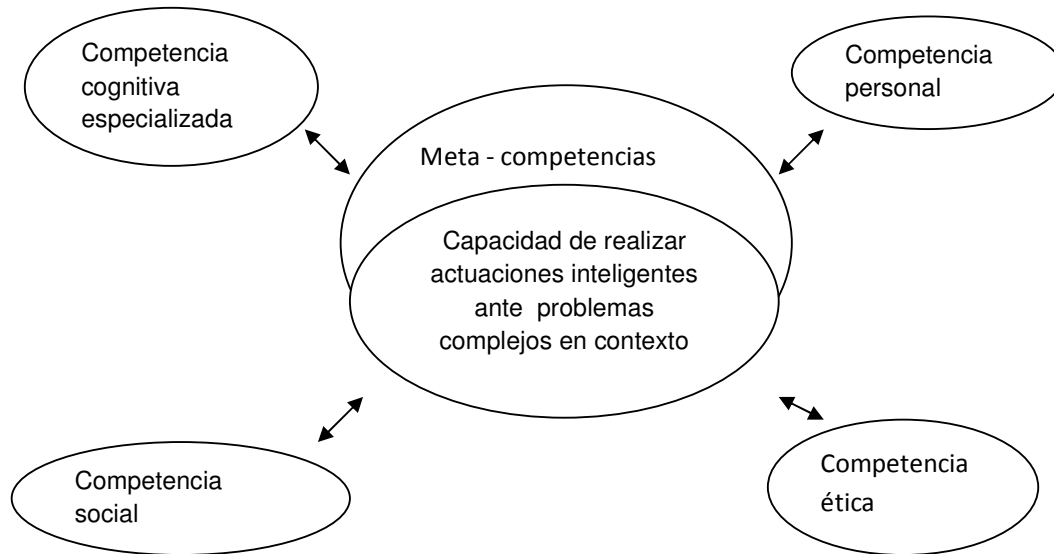 Competencia
cognitiva
especializada
Competencia
personal
Meta - competencias
Capacidad de realizar
actuaciones inteligentes
ante problemas
complejos en contexto
Competencia
social
Competencia
ética